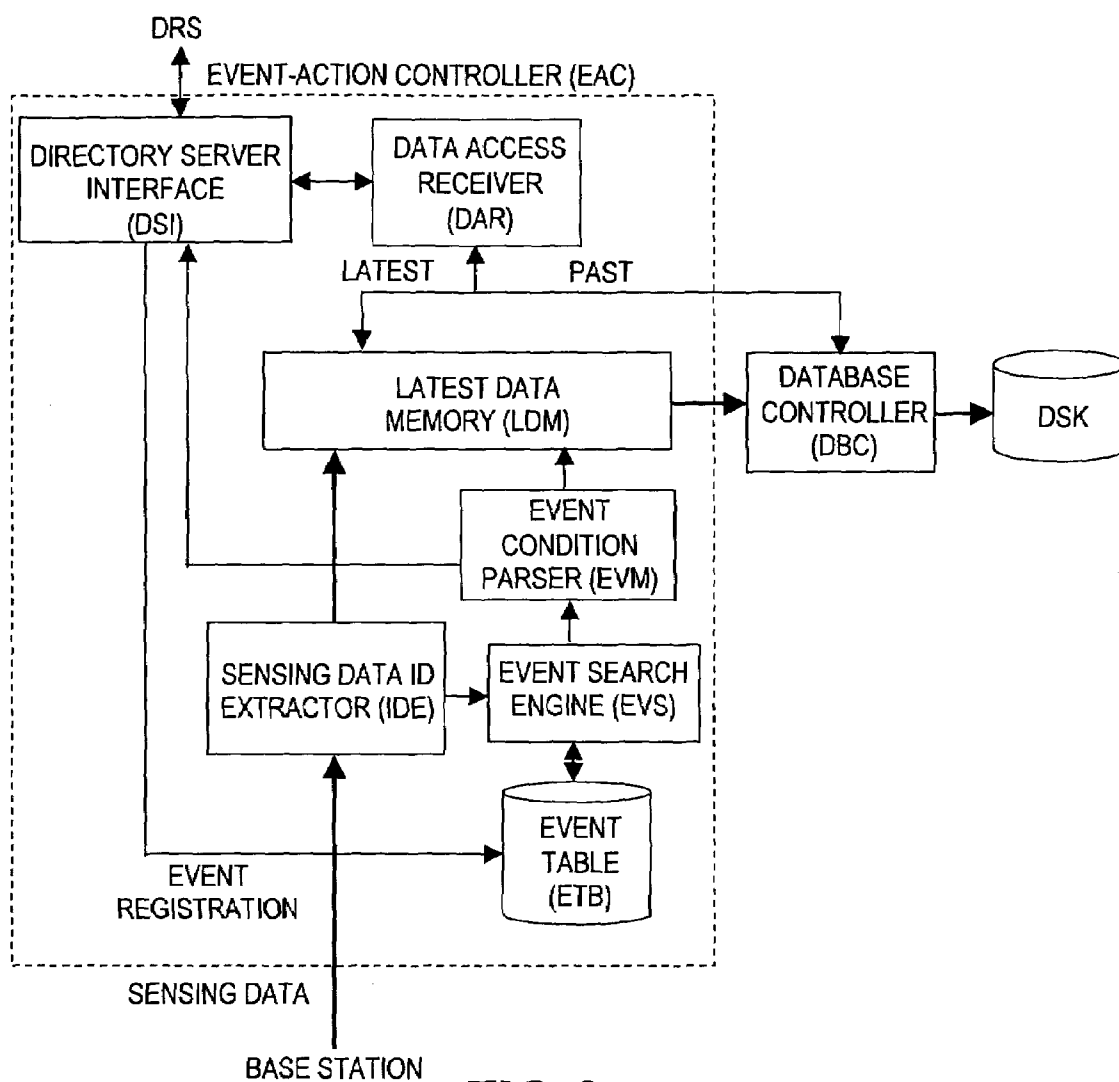 DRS
EVENT-ACTION CONTROLLER (EAC)
DIRECTORY SERVER
INTERFACE
(DSI)
DATA ACCESS
RECEIVER
(DAR)
LATEST
PAST
LATEST DATA
MEMORY (LDM)
DATABASE
CONTROLLER
(DBC)
DSK
EVENT
CONDITION
PARSER (EVM)
SENSING DATA ID
EXTRACTOR (IDE)
EVENT SEARCH
ENGINE (EVS)
EVENT
TABLE
(ETB)
EVENT
REGISTRATION
SENSING DATA
BASE STATION